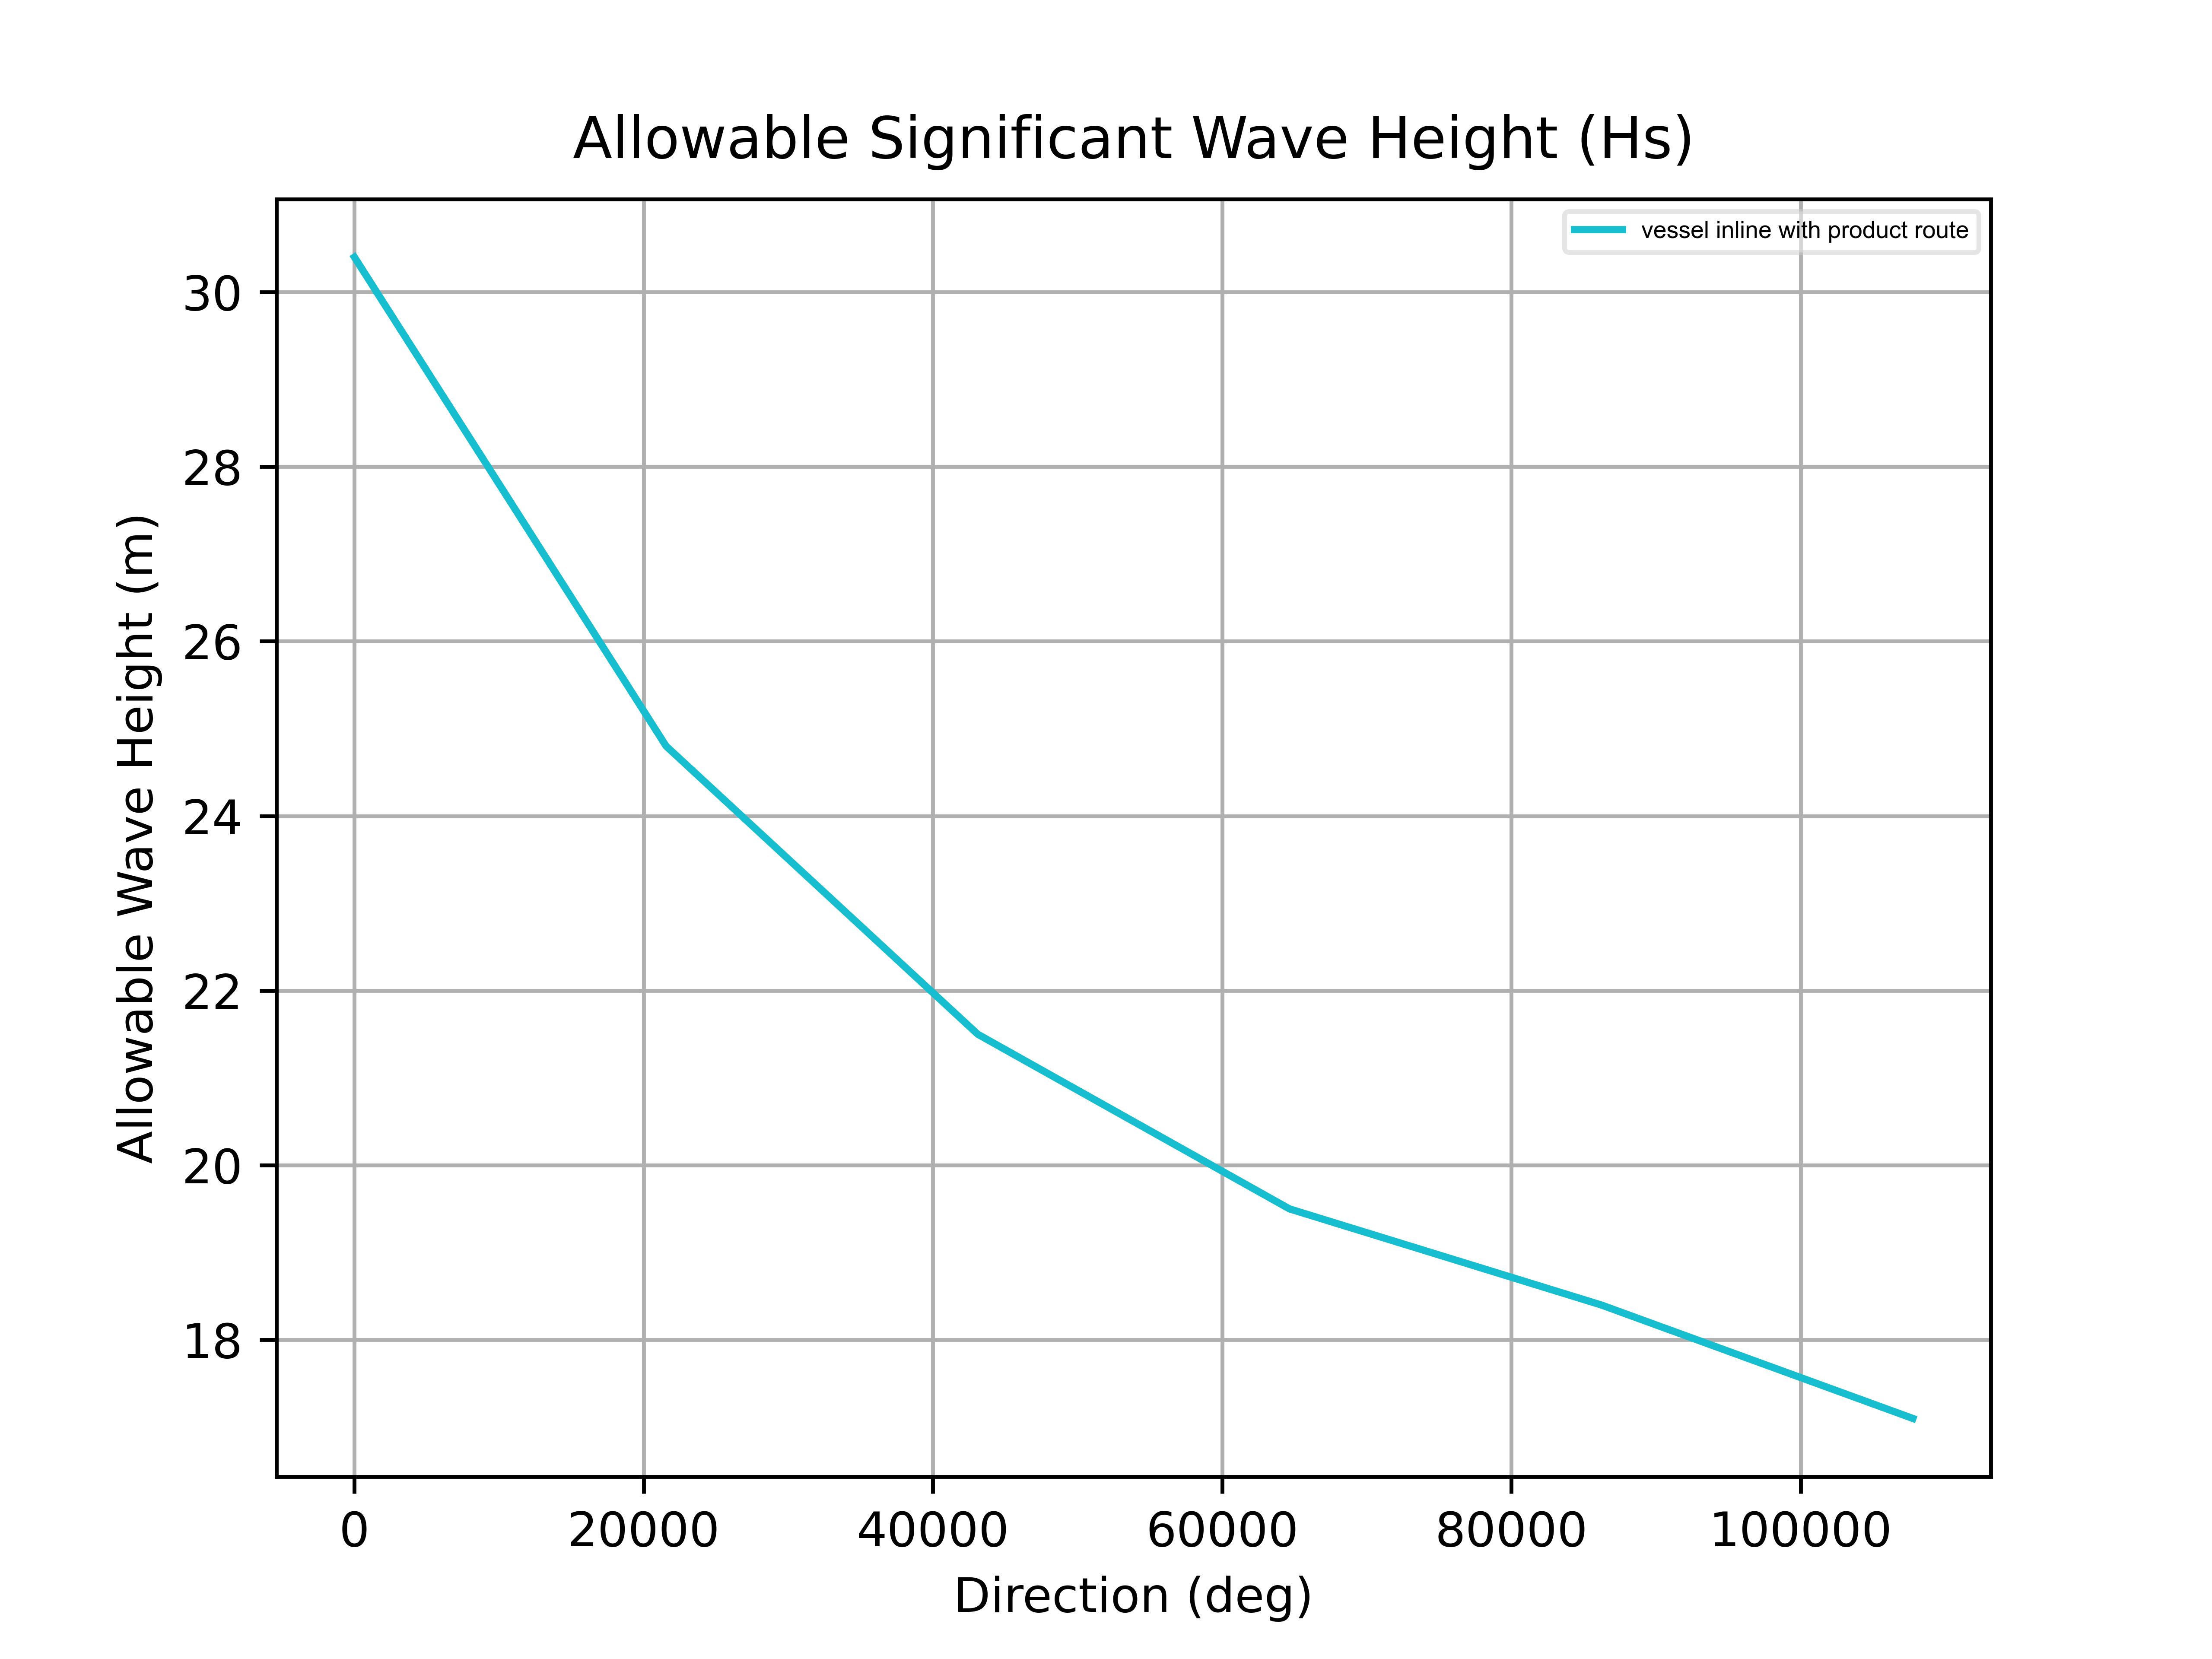 Allowable Significant Wave Height (Hs)
vessel inline with product route
Allowable Wave Height (m)
30
28
26
24
22
20
18
0 20000 40000 60000 80000 100000
Direction (deg)